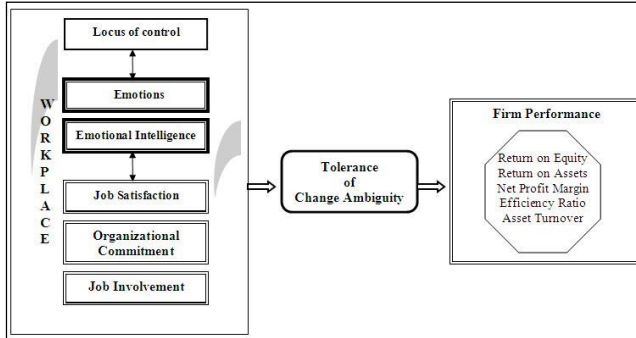 WORKPLACE
Locus of control
Emotions
Emotional Intelligence
Job Satisfaction
Organizational
Commitment
Job Involvement
Tolerance
of
Change Ambiguity
Firm Performance
Return on Equity
Return on Assets
Net Profit Margin
Efficiency Ratio
Asset Turnover